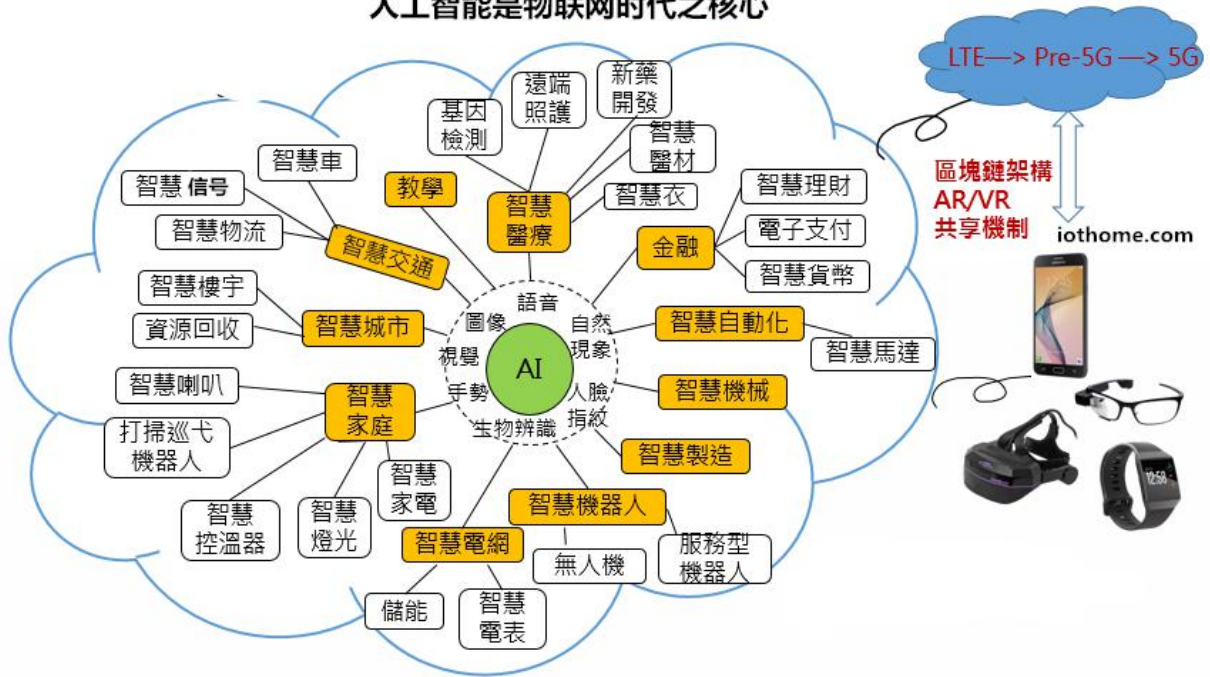 人工智能是物联网时代之核心
LTE—> Pre-5G —> 5G
區塊鏈架構
AR/VR
共享機制
iothome.com
12:58
基因
檢測
遠端
照護
新藥
開發
智慧
醫材
智慧衣
智慧
醫療
教學
智慧車
智慧 信号
智慧物流
智慧交通
智慧理財
電子支付
智慧貨幣
金融
智慧樓宇
資源回收
智慧城市
智慧自動化
智慧馬達
語音
圖像
自然
現象
視覺
手勢
人臉
指紋
生物辨識
AI
智慧機械
智慧製造
智慧喇叭
打掃巡弋
機器人
智慧
家庭
智慧
控溫器
智慧
燈光
智慧
家電
智慧機器人
無人機
服務型
機器人
智慧電網
儲能
智慧
電表